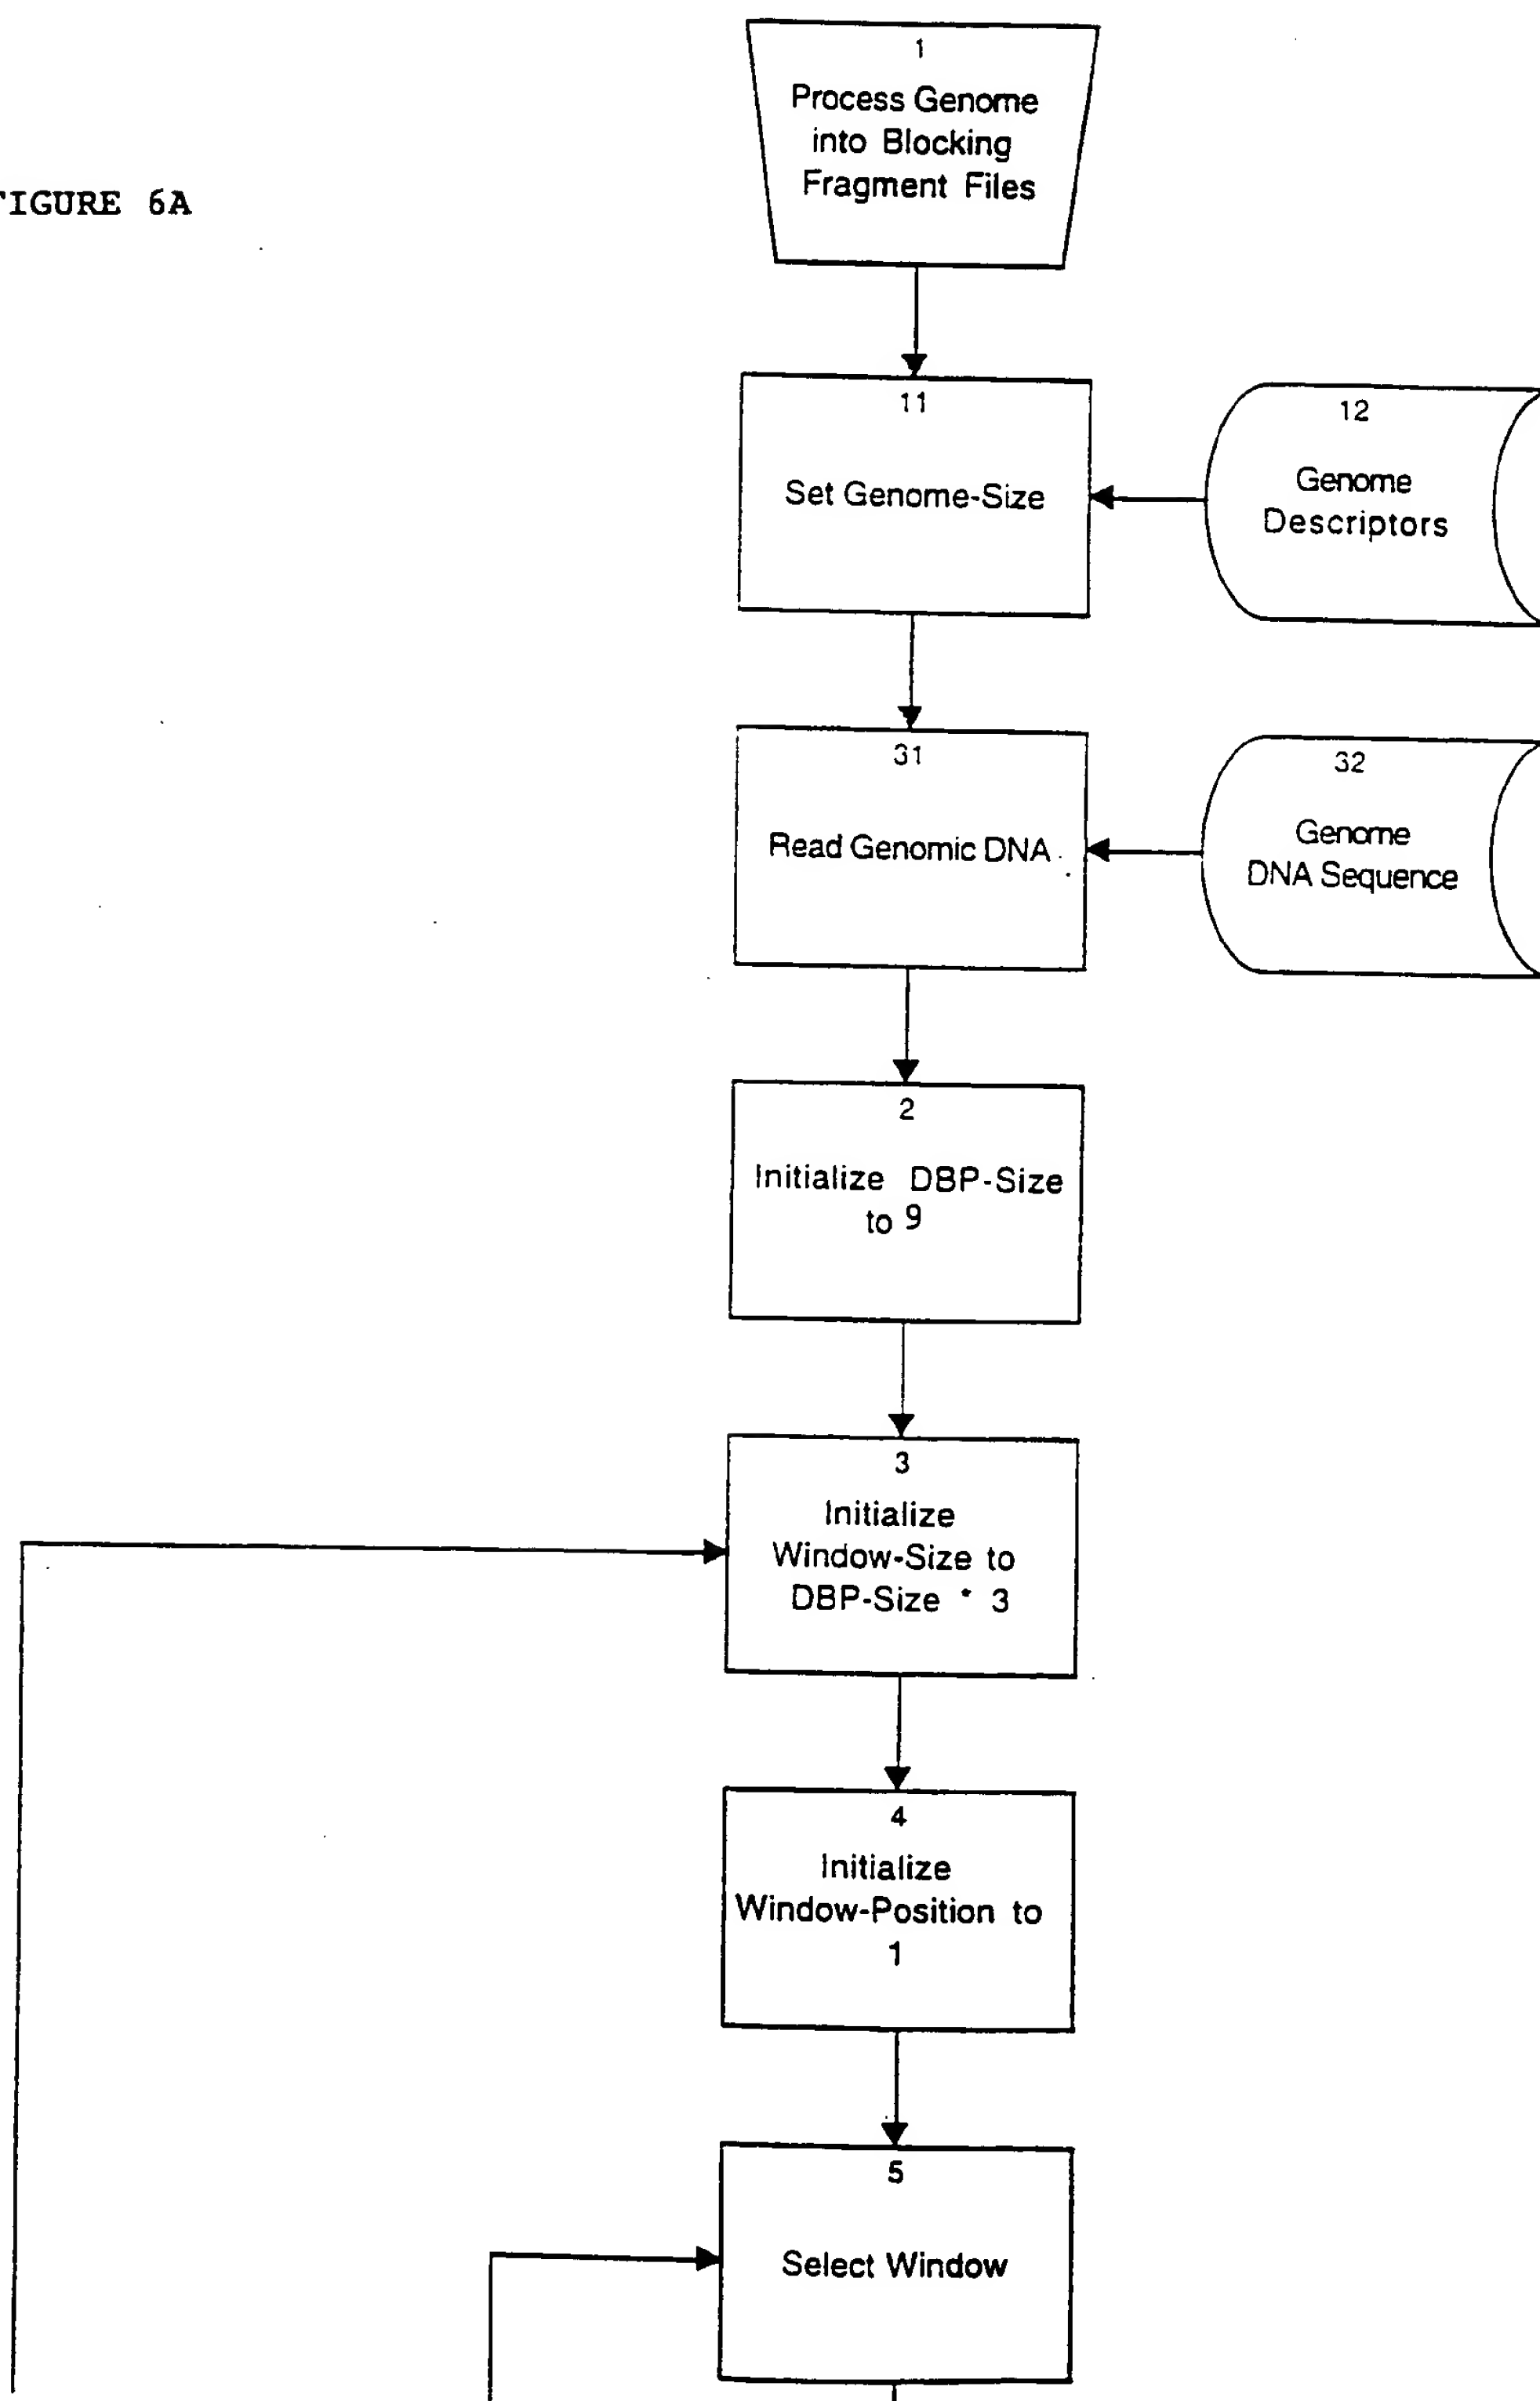 1
Process Genome
into Blocking
Fragment Files
FIGURE 6A
11
Set Genome-Size
12
Genome
Descriptors
31
Read Genomic DNA
32
Genome
DNA Sequence
2
Initialize DBP-Size
to 9
3
Initialize
Window-Size to
DBP-Size * 3
4
Initialize
Window-Position to
1
5
Select Window